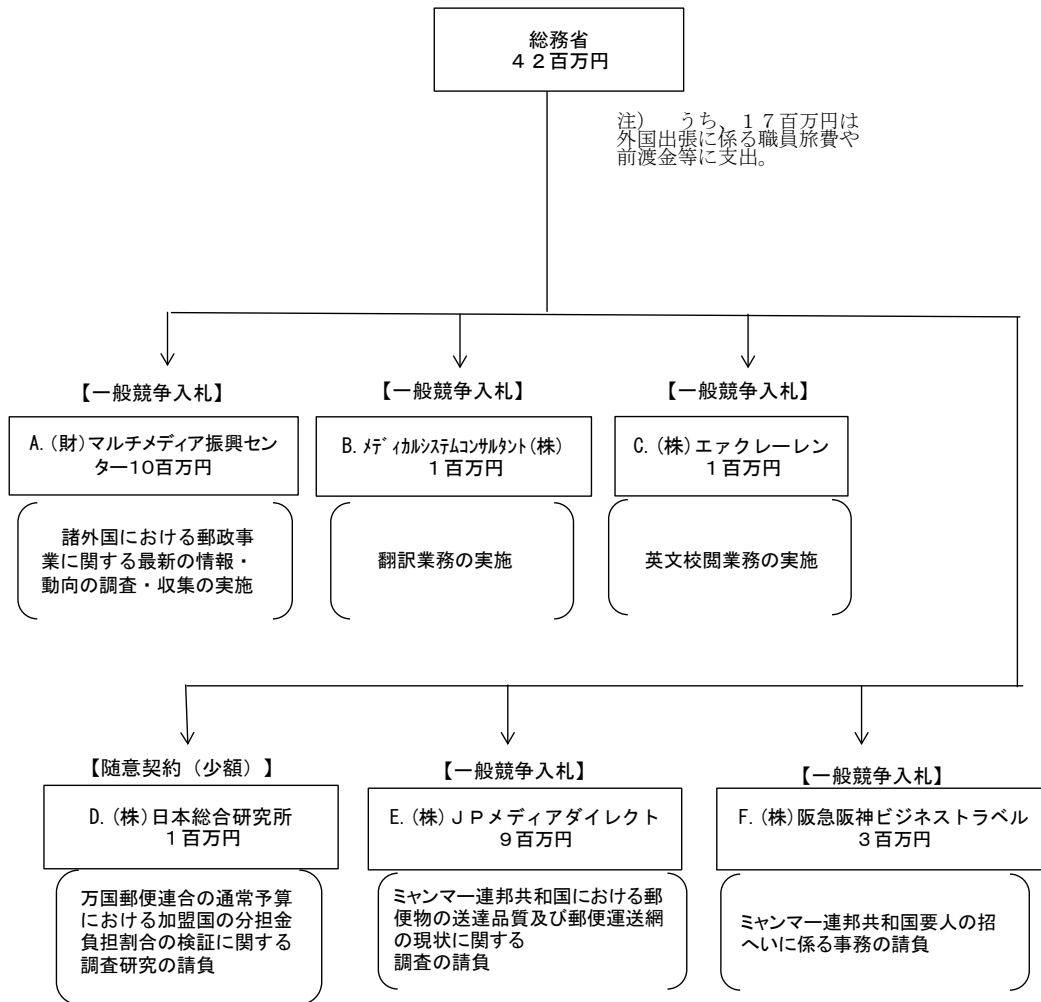 総務省
４２百万円
注）　うち、１７百万円は
外国出張に係る職員旅費や
前渡金等に支出。
【一般競争入札】
【一般競争入札】
【一般競争入札】
A.（財）マルチメディア振興セン
ター10百万円
B.ﾒﾃﾞｨｶﾙｼｽﾃﾑｺﾝｻﾙﾀﾝﾄ（株）
１百万円
C.（株）エァクレーレン
１百万円
諸外国における郵政事
業に関する最新の情報・
動向の調査・収集の実施
翻訳業務の実施
英文校閲業務の実施
【随意契約（少額）】
【一般競争入札】
【一般競争入札】
D.（株）日本総合研究所
１百万円
E.（株）ＪＰメディアダイレクト
９百万円
F.（株）阪急阪神ビジネストラベル
３百万円
万国郵便連合の通常予算
における加盟国の分担金
負担割合の検証に関する
調査研究の請負
ミャンマー連邦共和国における郵
便物の送達品質及び郵便運送網
の現状に関する
調査の請負
ミャンマー連邦共和国要人の招
へいに係る事務の請負